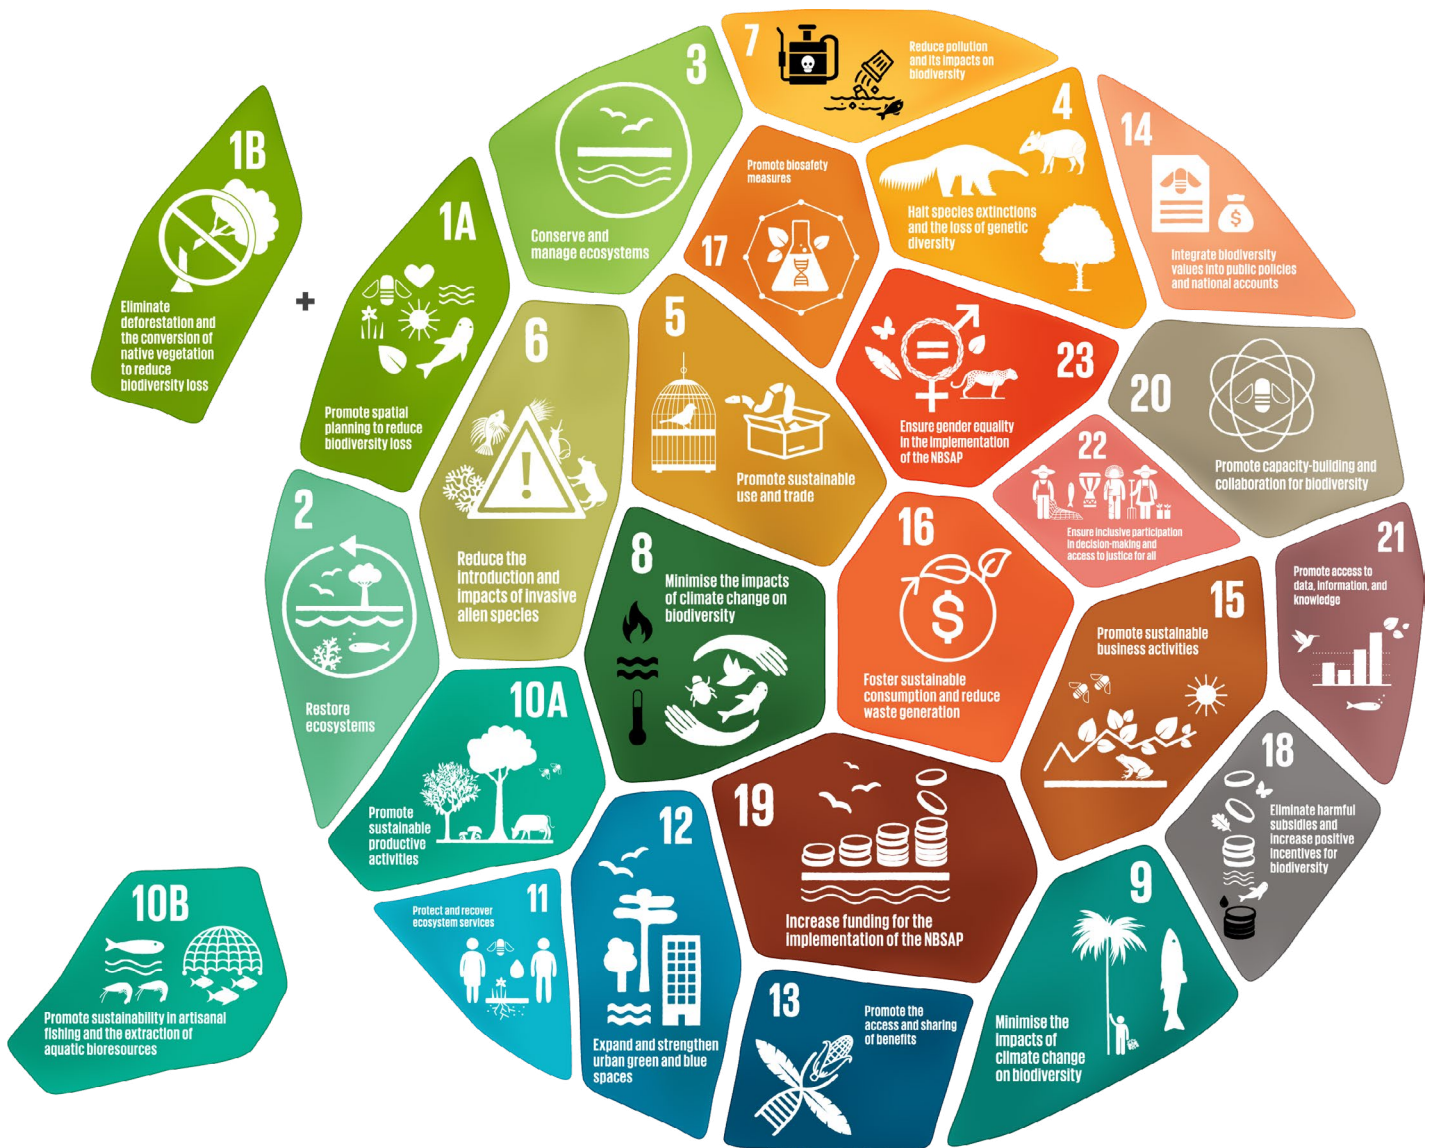 1B
Eliminate
deforestation and
the conversion of
native vegetation
to reduce
biodiversity loss
+
1A
Promote spatial
planning to reduce
biodiversity loss
2
Restore
ecosystems
3
Conserve and
manage ecosystems
4
Halt species extinctions
and the loss of genetic
diversity
5
Promote sustainable
use and trade
6
!
Reduce the
introduction and
impacts of invasive
alien species
7
Reduce pollution
and its impacts on
biodiversity
8
Minimise the impacts
of climate change on
biodiversity
9
Minimise the
impacts of
climate change
on biodiversity
10A
Promote
sustainable
productive
activities
10B
Promote sustainability in artisanal
fishing and the extraction of
aquatic bioresources
11
Protect and recover
ecosystem services
12
Expand and strengthen
urban green and blue
spaces
13
Promote the
access and sharing
of benefits
14
$
Integrate biodiversity
values into public policies
and national accounts
15
Promote sustainable
business activities
16
$
Foster sustainable
consumption and reduce
waste generation
Promote biosafety
measures
17
18
Eliminate harmful
subsidies and
increase positive
incentives for
biodiversity
19
Increase funding for the
implementation of the NBSAP
20
Promote capacity-building and
collaboration for biodiversity
21
Promote access to
data, information, and
knowledge
22
Ensure inclusive participation
in decision-making and
access to justice for all
23
=
Ensure gender equality
in the implementation
of the NBSAP